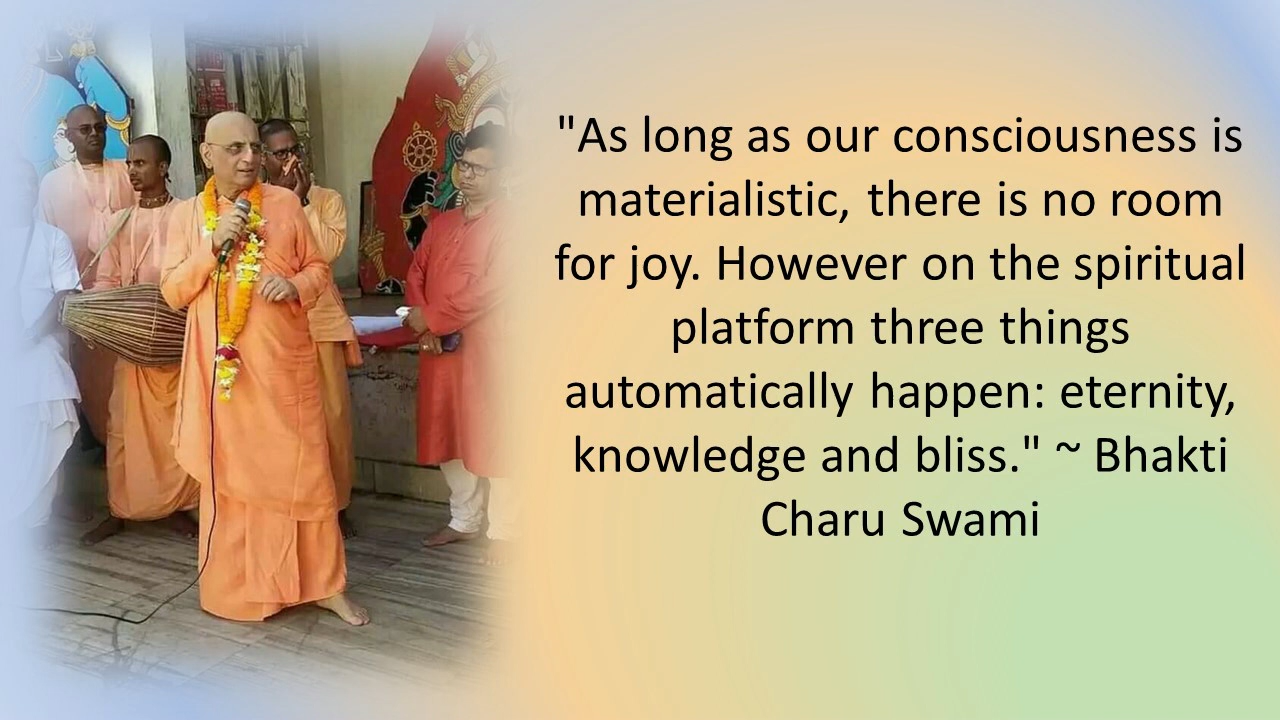 "As long as our consciousness is
materialistic, there is no room
for joy. However on the spiritual
platform three things
automatically happen: eternity,
knowledge and bliss." ~ Bhakti
Charu Swami